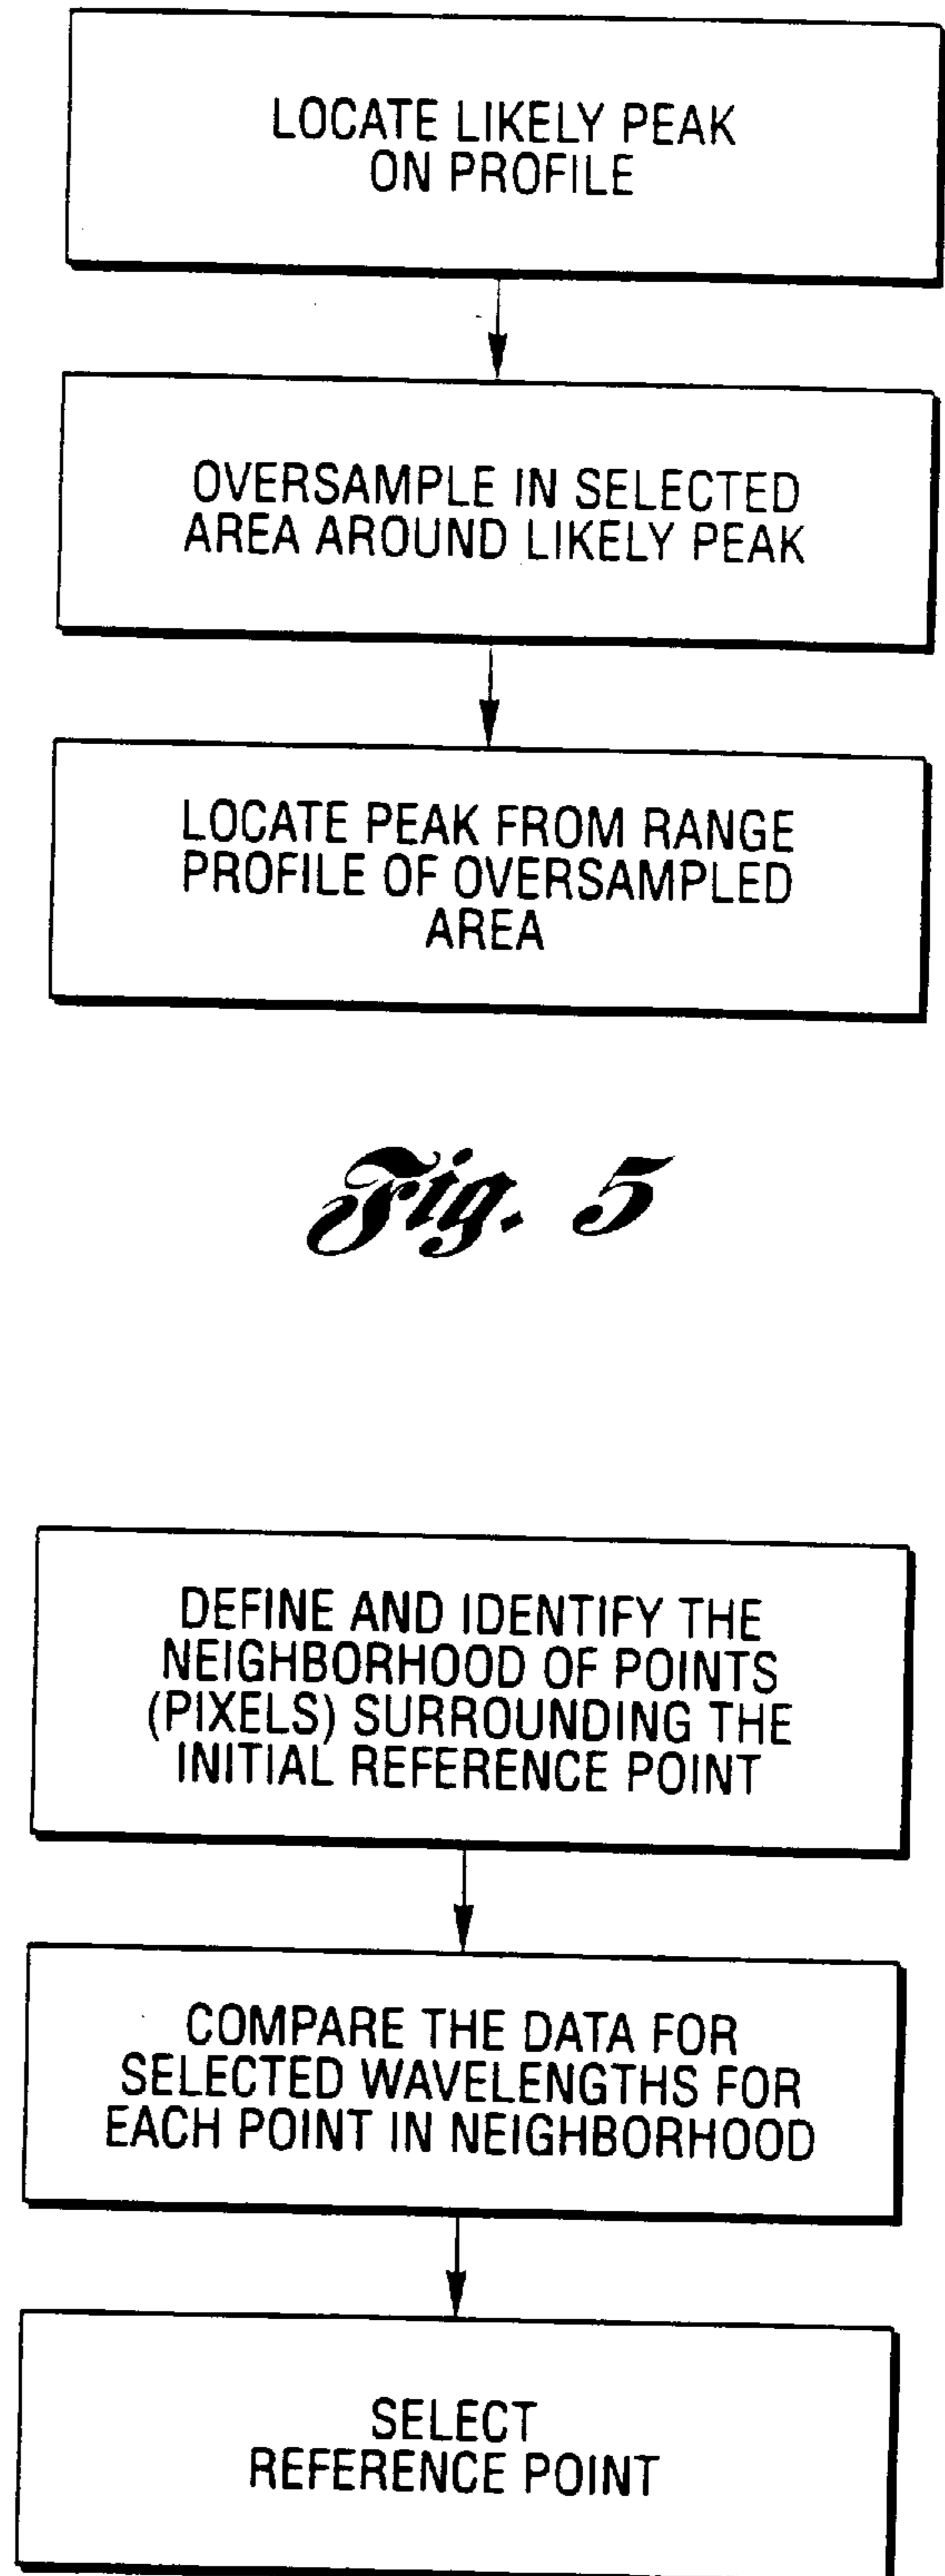 LOCATE LIKELY PEAK
ON PROFILE
OVERSAMPLE IN SELECTED
AREA AROUND LIKELY PEAK
LOCATE PEAK FROM RANGE
PROFILE OF OVERSAMPLED
AREA
Fig. 5
DEFINE AND IDENTIFY THE
NEIGHBORHOOD OF POINTS
(PIXELS) SURROUNDING THE
INITIAL REFERENCE POINT
COMPARE THE DATA FOR
SELECTED WAVELENGTHS FOR
EACH POINT IN NEIGHBORHOOD
SELECT
REFERENCE POINT